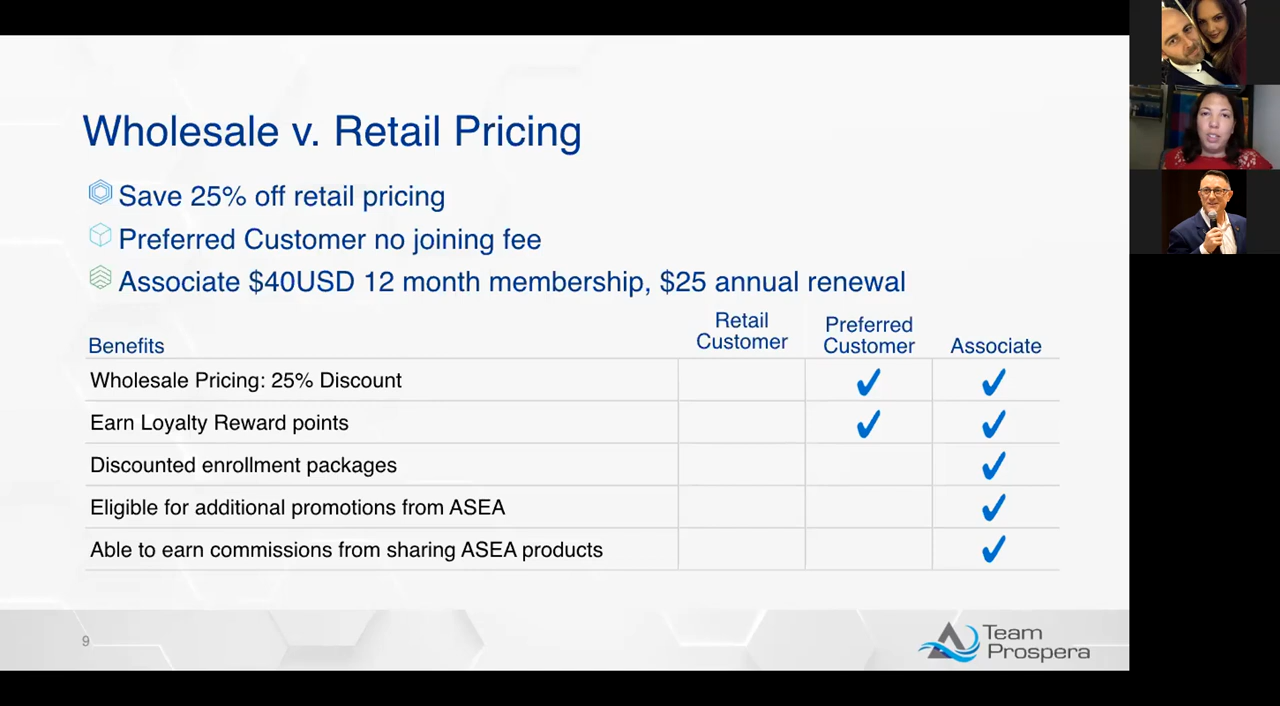 Wholesale v. Retail Pricing
Save 25% off retail pricing
Preferred Customer no joining fee
Associate $40USD 12 month membership, $25 annual renewal
Benefits
Retail
Customer
Preferred
Customer
Associate
Wholesale Pricing: 25% Discount
Earn Loyalty Reward points
Discounted enrollment packages
Eligible for additional promotions from ASEA
Able to earn commissions from sharing ASEA products
9
Team
Prospera